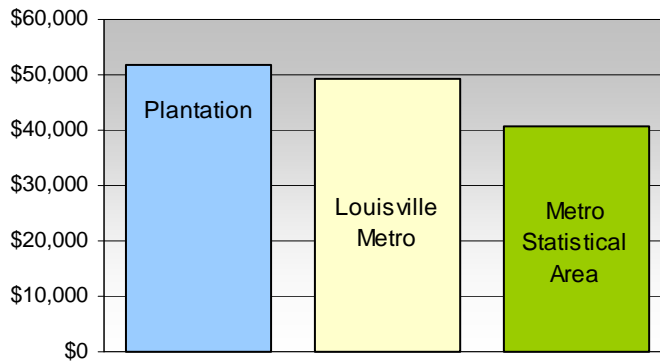 $60,000
$50,000
$40,000
$30,000
$20,000
$10,000
$0
Plantation
Louisville
Metro
Metro
Statistical
Area